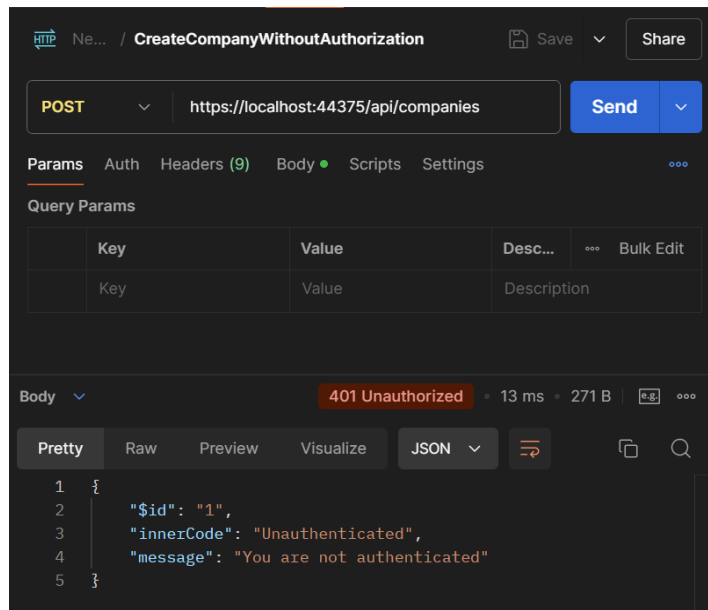 HTTP Ne... / CreateCompanyWithoutAuthorization Save Share
POST https://localhost:44375/api/companies Send
Params Auth Headers (9) Body Scripts Settings
Query Params
Key Value Desc... Bulk Edit
Key Value Description
Body 401 Unauthorized 13 ms 271 B e.g.
Pretty Raw Preview Visualize JSON
1 {
2 "$id": "1",
3 "innerCode": "Unauthenticated",
4 "message": "You are not authenticated"
5 }